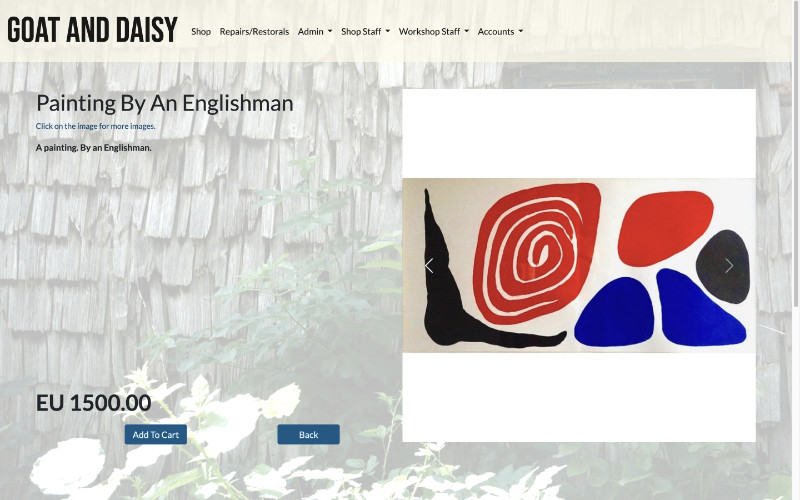 GOAT AND DAISY
Shop Repairs/Restorals Admin Shop Staff Workshop Staff Accounts
Painting By An Englishman
Click on the image for more images.
A painting. By an Englishman.
EU 1500.00
Add To Cart Back